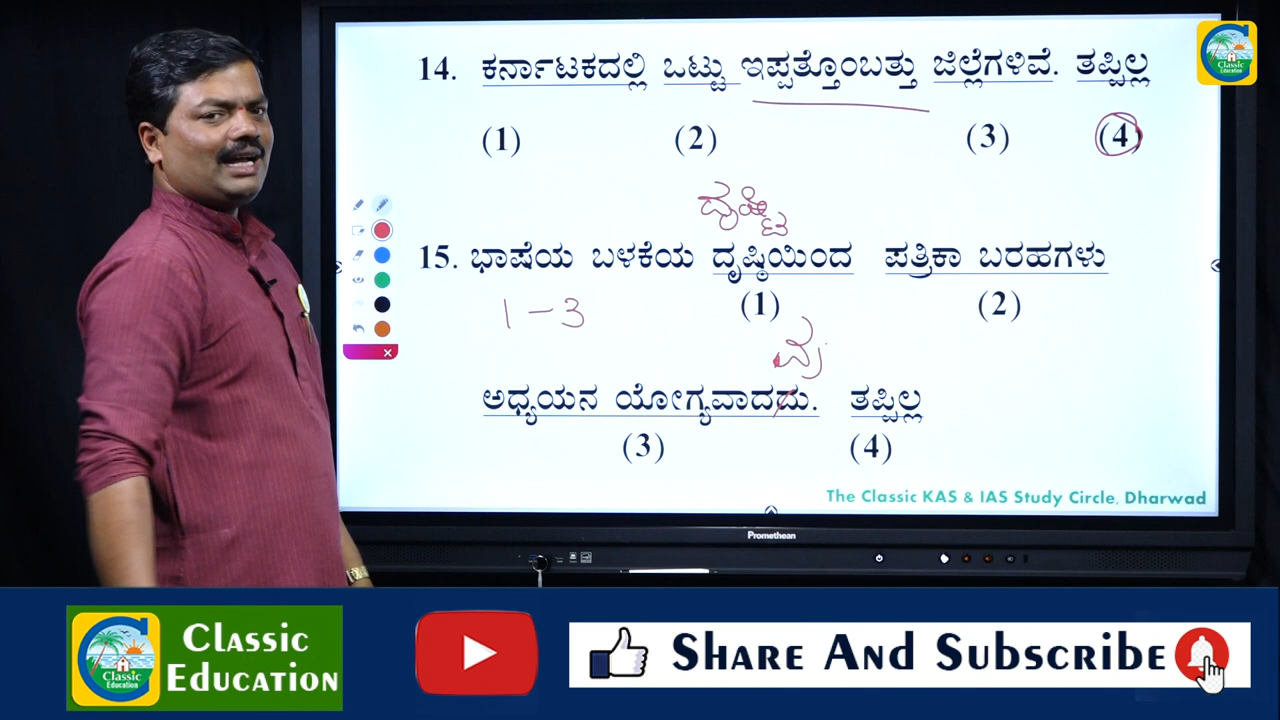 14. ಕರ್ನಾಟಕದಲ್ಲಿ ಒಟ್ಟು ಇಪ್ಪತ್ತೊಂಬತ್ತು ಜಿಲ್ಲೆಗಳಿವೆ. ತಪ್ಪಿಲ್ಲ
(1) (2) (3) (4)
15. ಭಾಷೆಯ ಬಳಕೆಯ ದೃಷ್ಠಿಯಿಂದ ಪತ್ರಿಕಾ ಬರಹಗಳು
1-3 (1) (2)
ಅಧ್ಯಯನ ಯೋಗ್ಯವಾದದು. ತಪ್ಪಿಲ್ಲ
(3) (4)
The Classic KAS & IAS Study Circle, Dharwad
Promethean
Classic Education
Classic
Education
Classic Education
Share And Subscribe